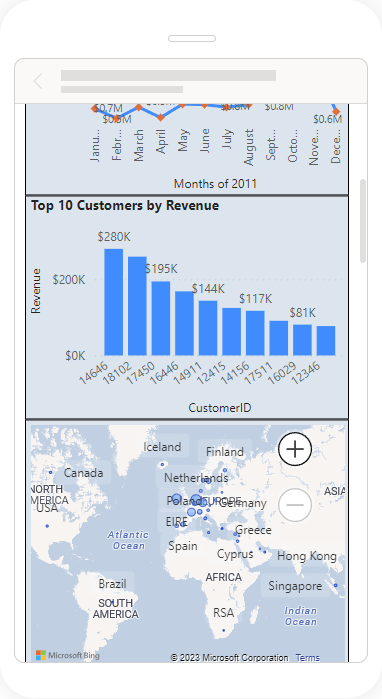 $0.7M
$0.5M
$0.8M
$0.6M
Janu...
Febr...
March
April
May
June
July
August
Sept...
Octo...
Nove...
Dece...
Months of 2011
Top 10 Customers by Revenue
Revenue
$200K
$0K
$280K
$195K
$144K
$117K
$81K
14646
18102
17450
16446
14911
12415
14156
17511
16029
12346
CustomerID
Iceland
Finland
Canada
Netherlands
NORTH
AMERICA
USA
Poland
EUROPE
Germany
ASIA
EIRE
Greece
Atlantic
Ocean
Spain
Cyprus
Hong Kong
AFRICA
Brazil
Singapore
SOUTH
AMERICA
RSA
Indian
Ocean
Microsoft Bing
© 2023 Microsoft Corporation Terms